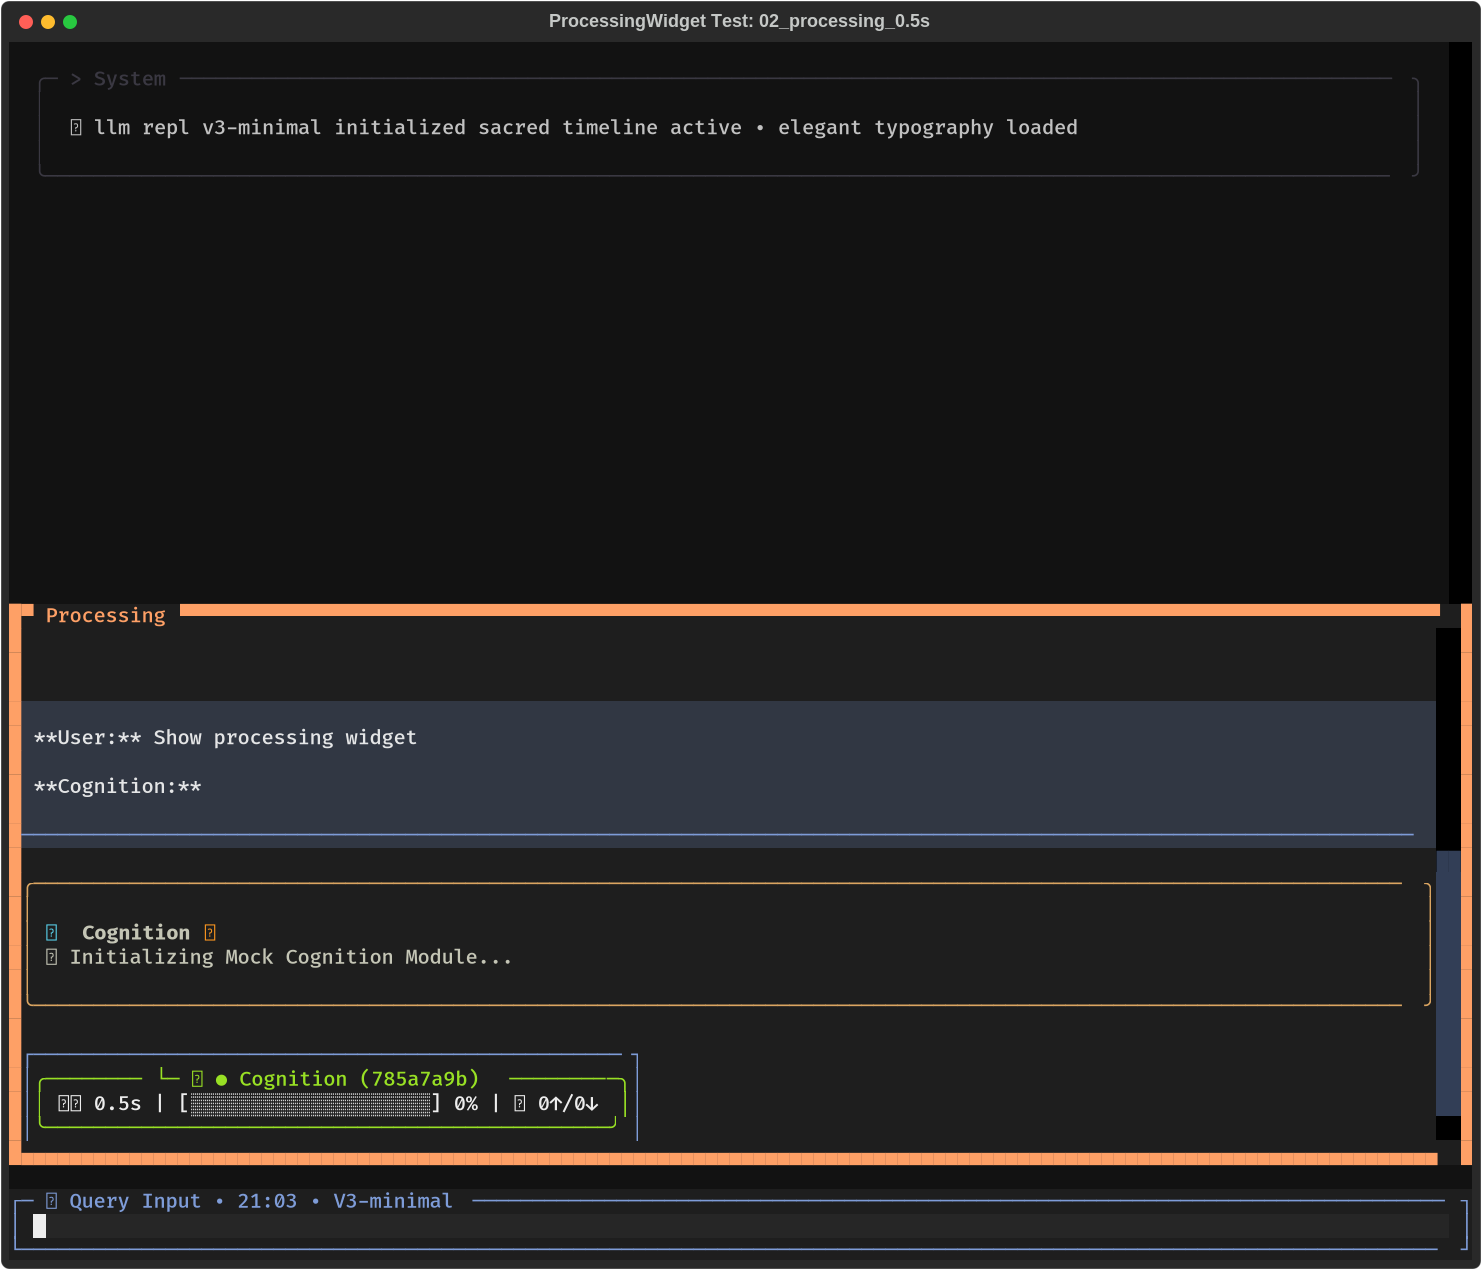 ProcessingWidget Test: 02_processing_0.5s
> System
llm repl v3-minimal initialized sacred timeline active • elegant typography loaded
Processing
**User:** Show processing widget
**Cognition:**
Cognition
Initializing Mock Cognition Module...
● Cognition (785a7a9b)
0.5s | [░░░░░░░░░░░░░░░░░░░░] 0% | 0↑/0↓
Query Input • 21:03 • V3-minimal